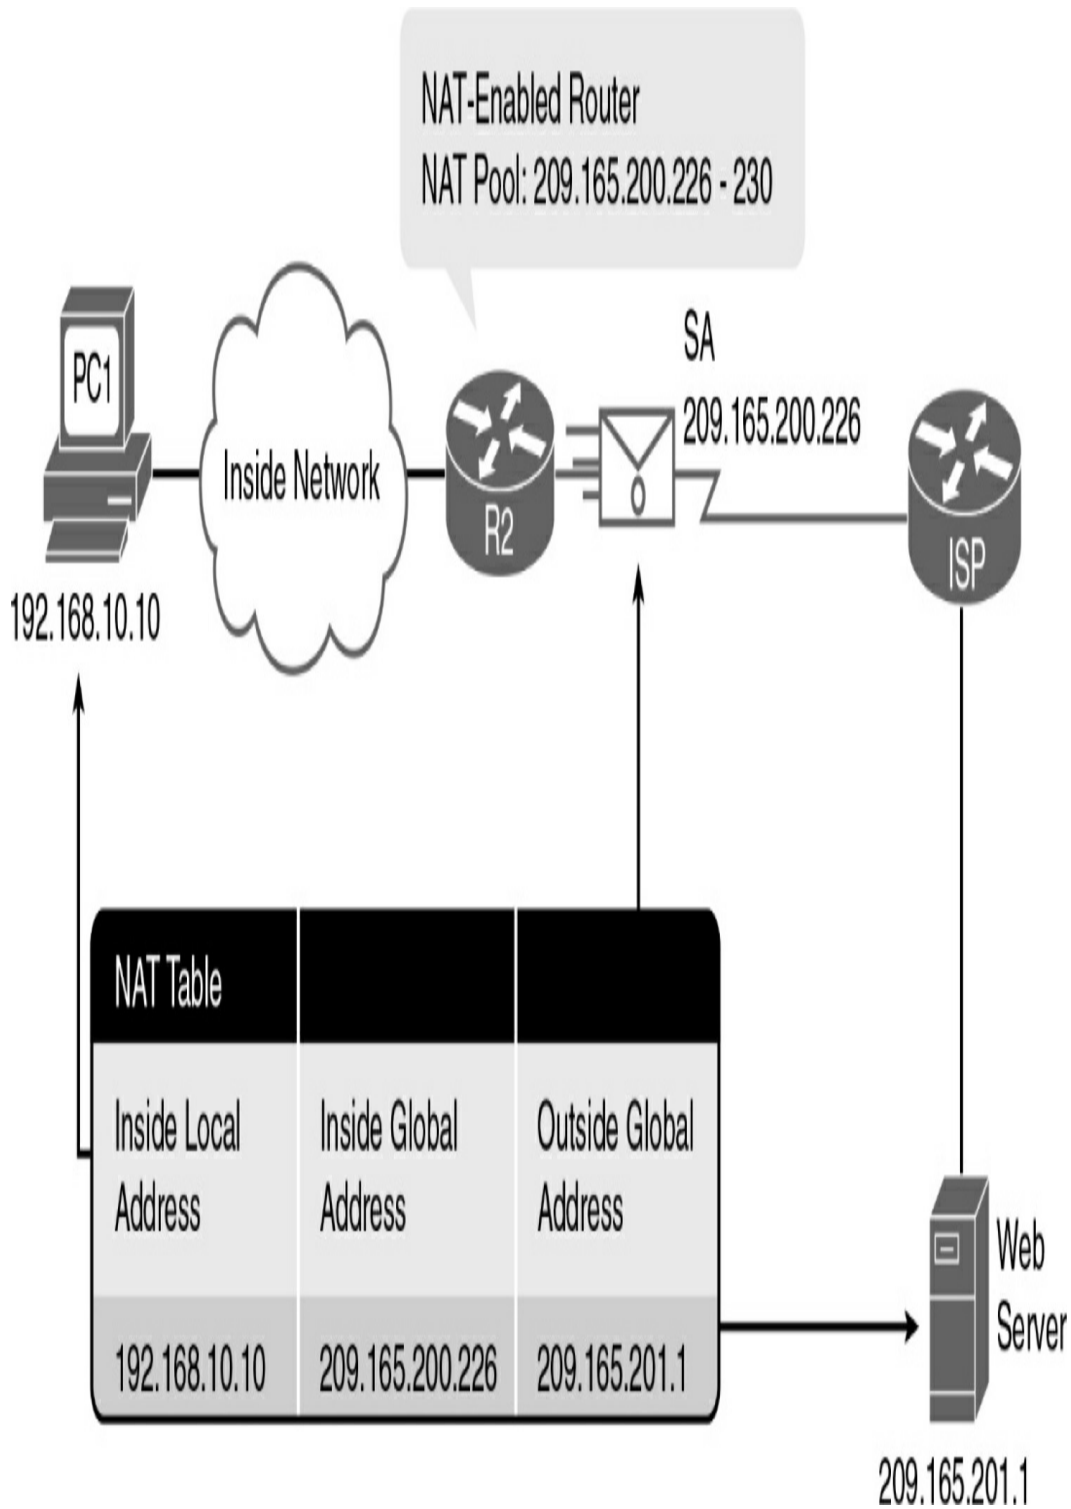 NAT-Enabled Router
NAT Pool: 209.165.200.226 - 230
SA
209.165.200.226
PC1
Inside Network
R2
ISP
192.168.10.10
NAT Table
Inside Local
Address
Inside Global
Address
Outside Global
Address
192.168.10.10
209.165.200.226
209.165.201.1
Web
Server
209.165.201.1